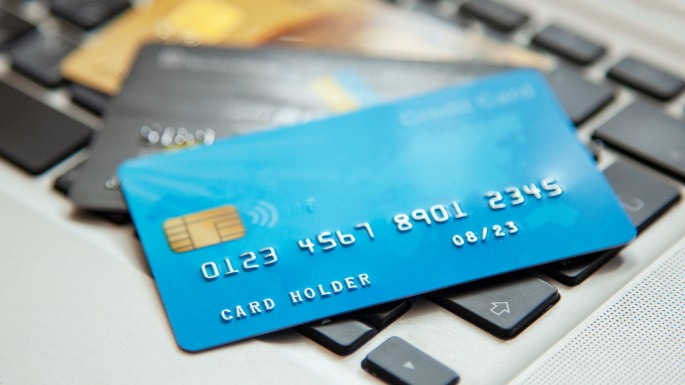 Credit Card
0123 4567 8901 2345
08/23
CARD HOLDER